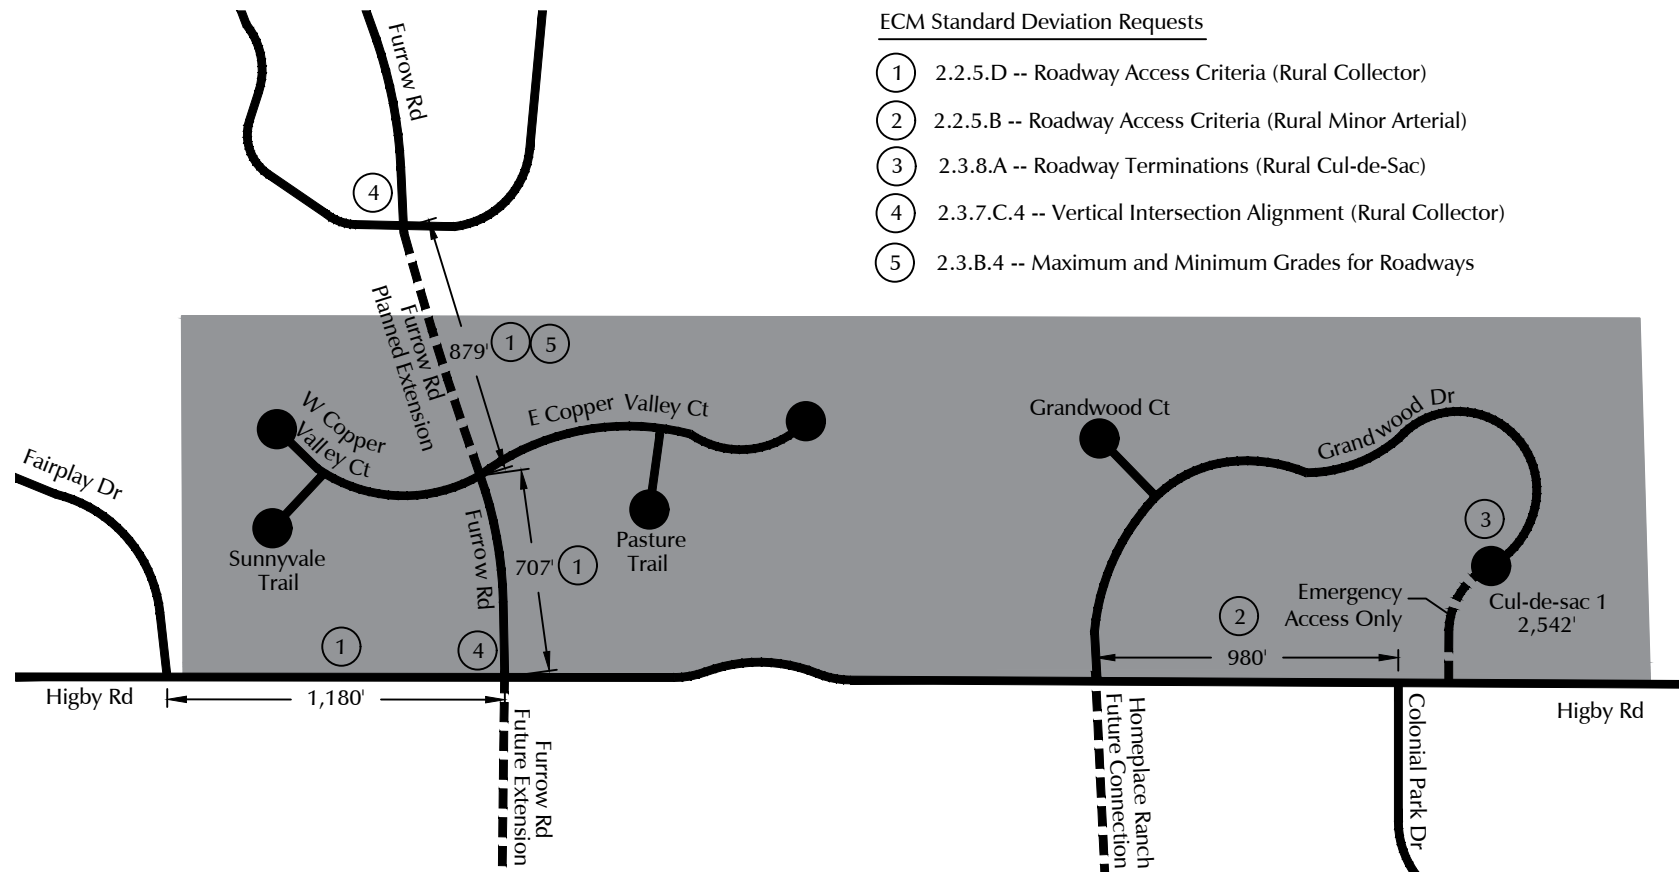 ECM Standard Deviation Requests
1 2.2.5.D -- Roadway Access Criteria (Rural Collector)
2 2.2.5.B -- Roadway Access Criteria (Rural Minor Arterial)
3 2.3.8.A -- Roadway Terminations (Rural Cul-de-Sac)
4 2.3.7.C.4 -- Vertical Intersection Alignment (Rural Collector)
5 2.3.B.4 -- Maximum and Minimum Grades for Roadways
Furrow Rd
4
Furrow Rd
Planned Extension
879' 1 5
W Copper
Valley Ct
E Copper Valley Ct
Grandwood Ct
Grandwood Dr
Fairplay Dr
Sunnyvale
Trail
Furrow Rd
707' 1
Pasture
Trail
3
Emergency
Access Only
Cul-de-sac 1
2,542'
1
4
2
980'
Higby Rd
1,180'
Higby Rd
Furrow Rd
Future Extension
Homeplace Ranch
Future Connection
Colonial Park Dr